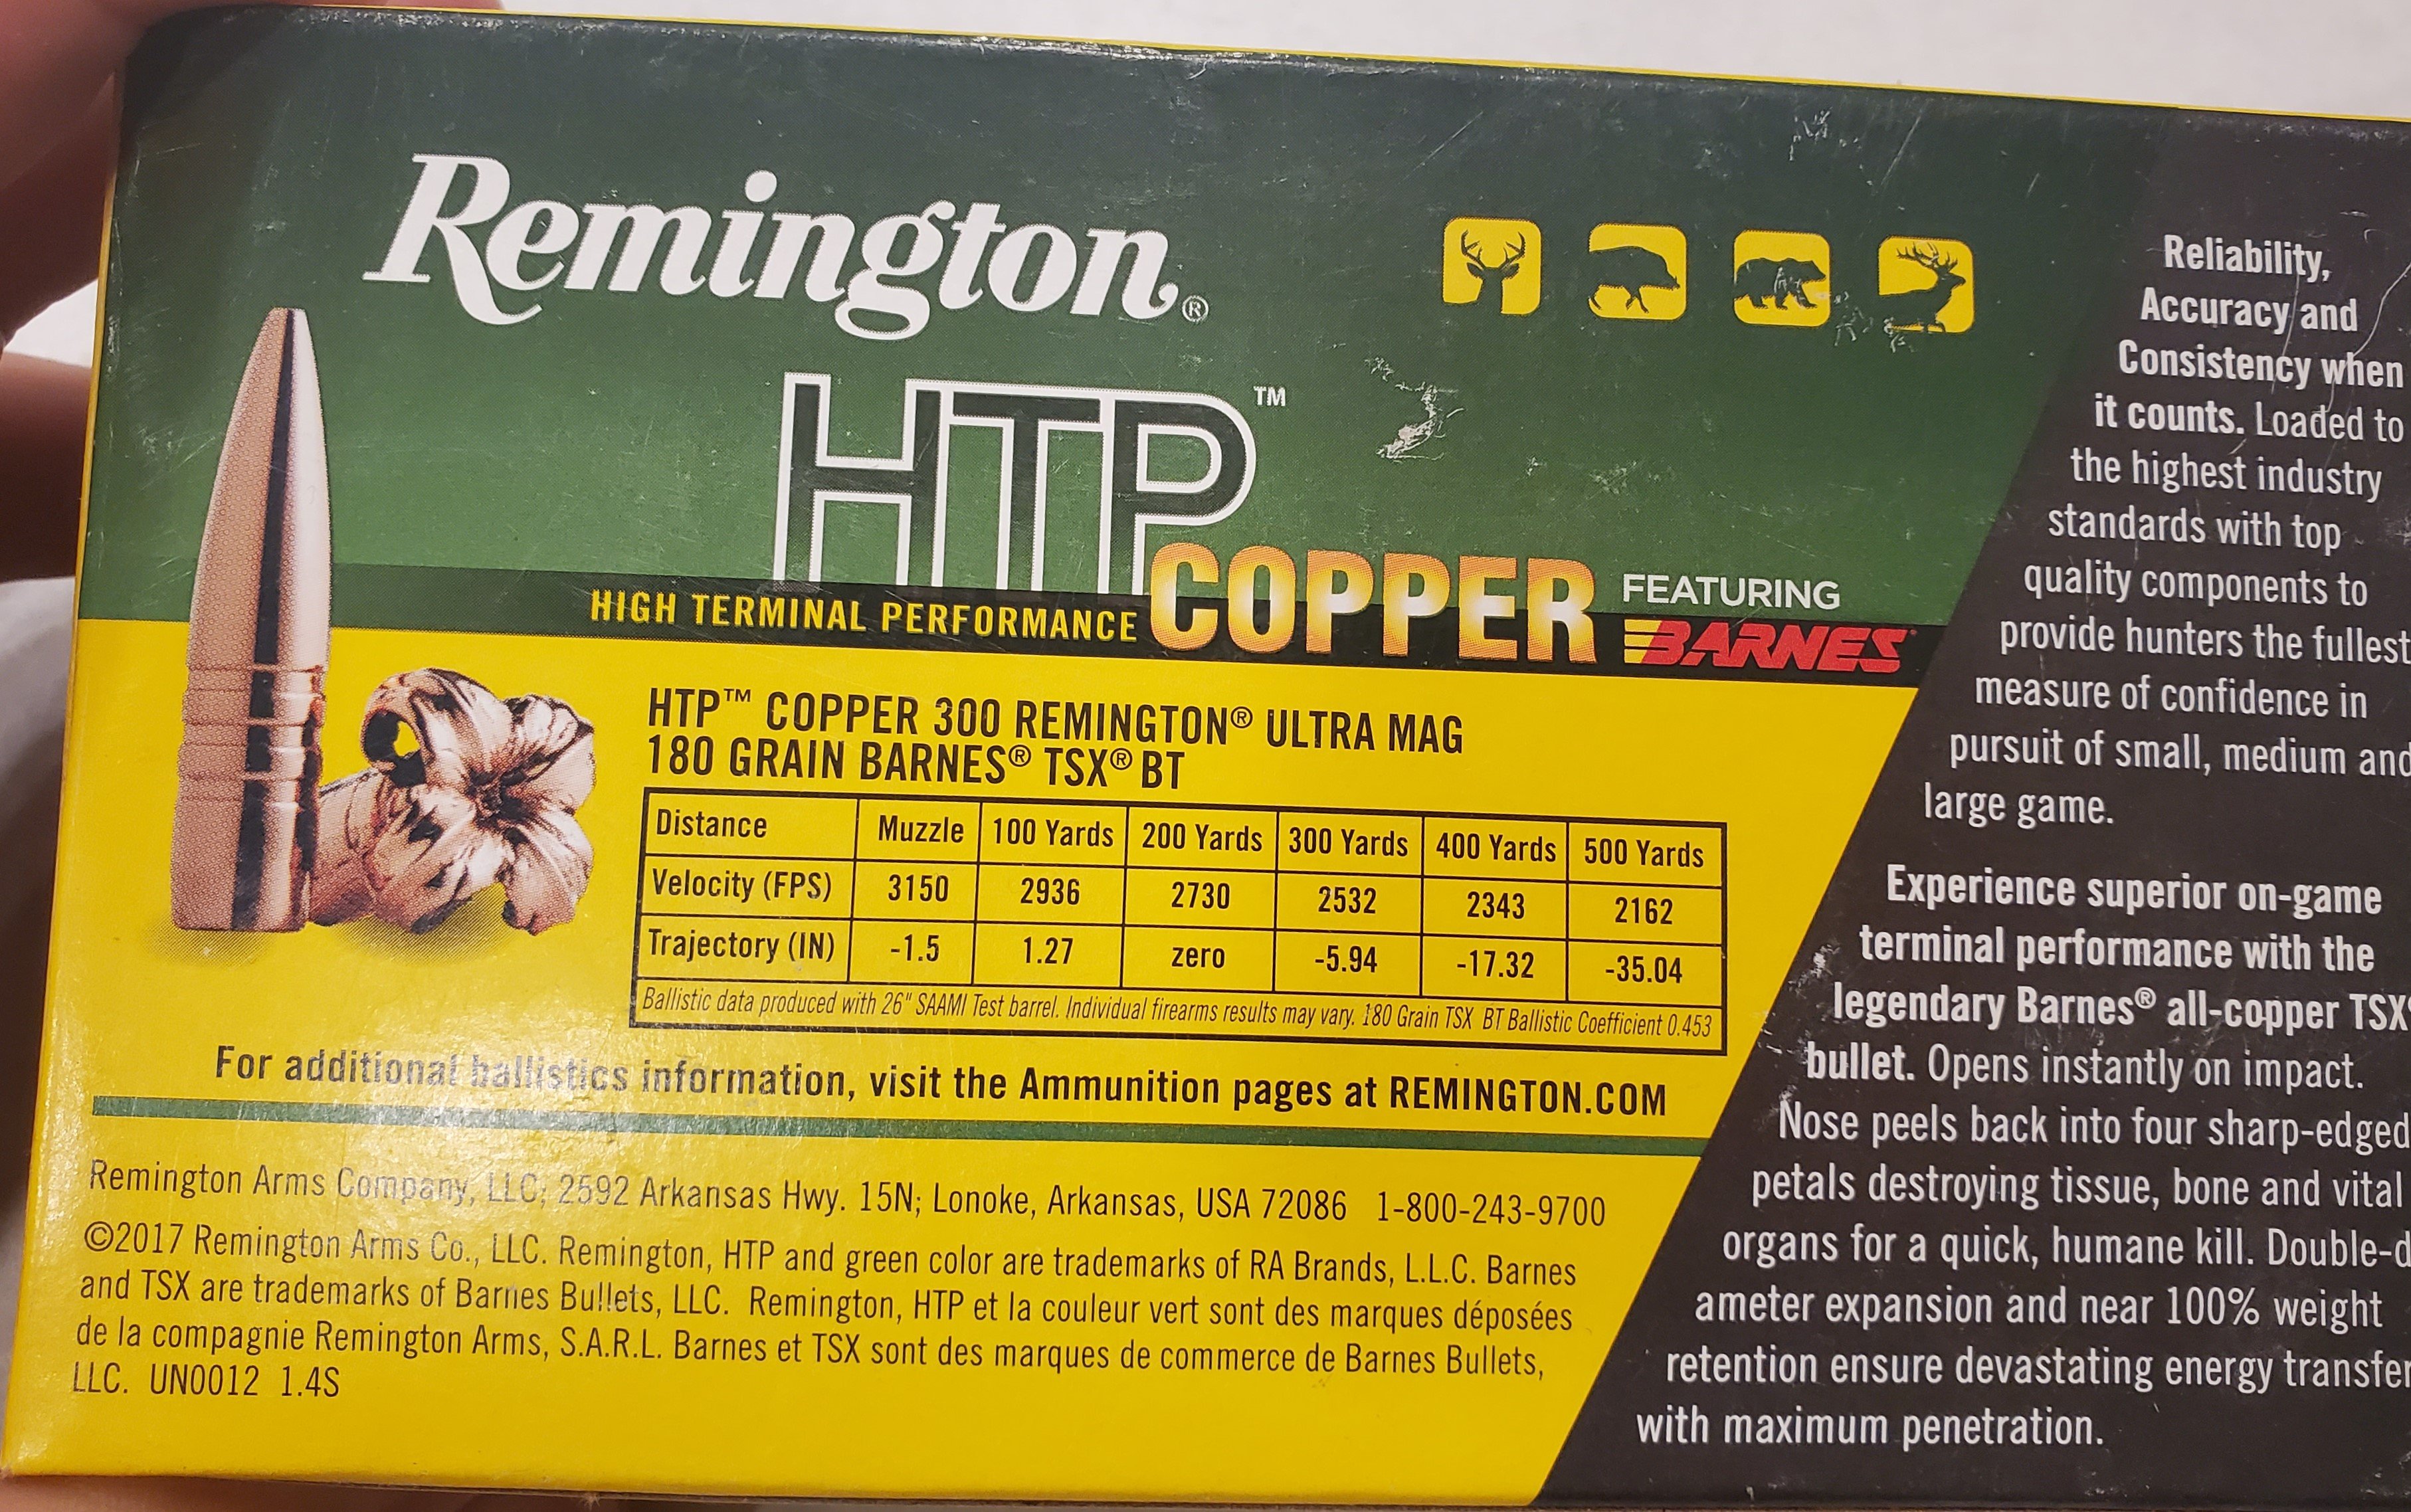 Remington®
HTP™
HIGH TERMINAL PERFORMANCE COPPER FEATURING
BARNES®
HTP™ COPPER 300 REMINGTON® ULTRA MAG
180 GRAIN BARNES® TSX® BT
Distance Muzzle 100 Yards 200 Yards 300 Yards 400 Yards 500 Yards
Velocity (FPS) 3150 2936 2730 2532 2343 2162
Trajectory (IN) -1.5 1.27 zero -5.94 -17.32 -35.04
Ballistic data produced with 26" SAAMI Test barrel. Individual firearms results may vary. 180 Grain TSX BT Ballistic Coefficient 0.453
For additional ballistics information, visit the Ammunition pages at REMINGTON.COM
Remington Arms Company, LLC; 2592 Arkansas Hwy. 15N; Lonoke, Arkansas, USA 72086 1-800-243-9700
©2017 Remington Arms Co., LLC. Remington, HTP and green color are trademarks of RA Brands, L.L.C. Barnes
and TSX are trademarks of Barnes Bullets, LLC. Remington, HTP et la couleur vert sont des marques déposées
de la compagnie Remington Arms, S.A.R.L. Barnes et TSX sont des marques de commerce de Barnes Bullets,
LLC. UN0012 1.4S
Reliability,
Accuracy and
Consistency when
it counts. Loaded to
the highest industry
standards with top
quality components to
provide hunters the fullest
measure of confidence in
pursuit of small, medium and
large game.
Experience superior on-game
terminal performance with the
legendary Barnes® all-copper TSX
bullet. Opens instantly on impact.
Nose peels back into four sharp-edged
petals destroying tissue, bone and vital
organs for a quick, humane kill. Double-d
ameter expansion and near 100% weight
retention ensure devastating energy transfer
with maximum penetration.